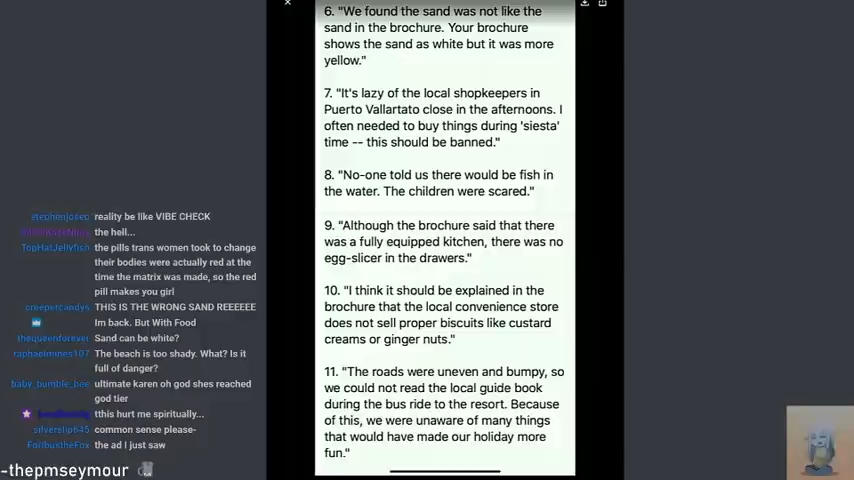 stephenjosep reality be like VIBE CHECK
the hell...
TopHatJellyfish the pills trans women took to change
their bodies were actually red at the
time the matrix was made, so the red
pill makes you girl
creepercandys THIS IS THE WRONG SAND REEEEEE
Im back. But With Food
thequeenforever Sand can be white?
raphaelmines107 The beach is too shady. What? Is it
full of danger?
baby_bumble_bee ultimate karen oh god shes reached
god tier
tthis hurt me spiritually...
silverslip645 common sense please-
FollbustheFox the ad I just saw
-thepmseymour
6. "We found the sand was not like the
sand in the brochure. Your brochure
shows the sand as white but it was more
yellow."
7. "It's lazy of the local shopkeepers in
Puerto Vallartato close in the afternoons. I
often needed to buy things during 'siesta'
time -- this should be banned."
8. "No-one told us there would be fish in
the water. The children were scared."
9. "Although the brochure said that there
was a fully equipped kitchen, there was no
egg-slicer in the drawers."
10. "I think it should be explained in the
brochure that the local convenience store
does not sell proper biscuits like custard
creams or ginger nuts."
11. "The roads were uneven and bumpy, so
we could not read the local guide book
during the bus ride to the resort. Because
of this, we were unaware of many things
that would have made our holiday more
fun."